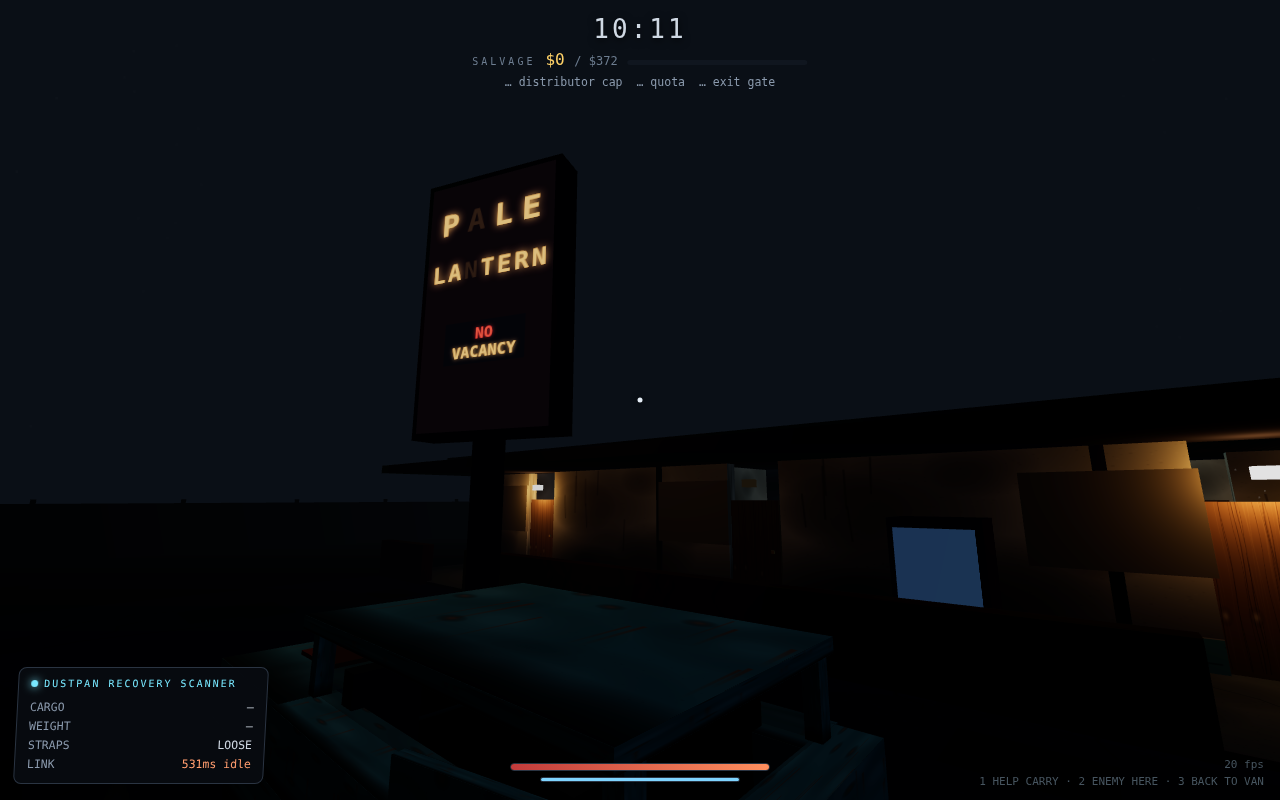 10:11
SALVAGE $0 / $372
… distributor cap … quota … exit gate
PALE
LANTERN
NO
VACANCY
DUSTPAN RECOVERY SCANNER
CARGO —
WEIGHT —
STRAPS LOOSE
LINK 531ms idle
20 fps
1 HELP CARRY · 2 ENEMY HERE · 3 BACK TO VAN